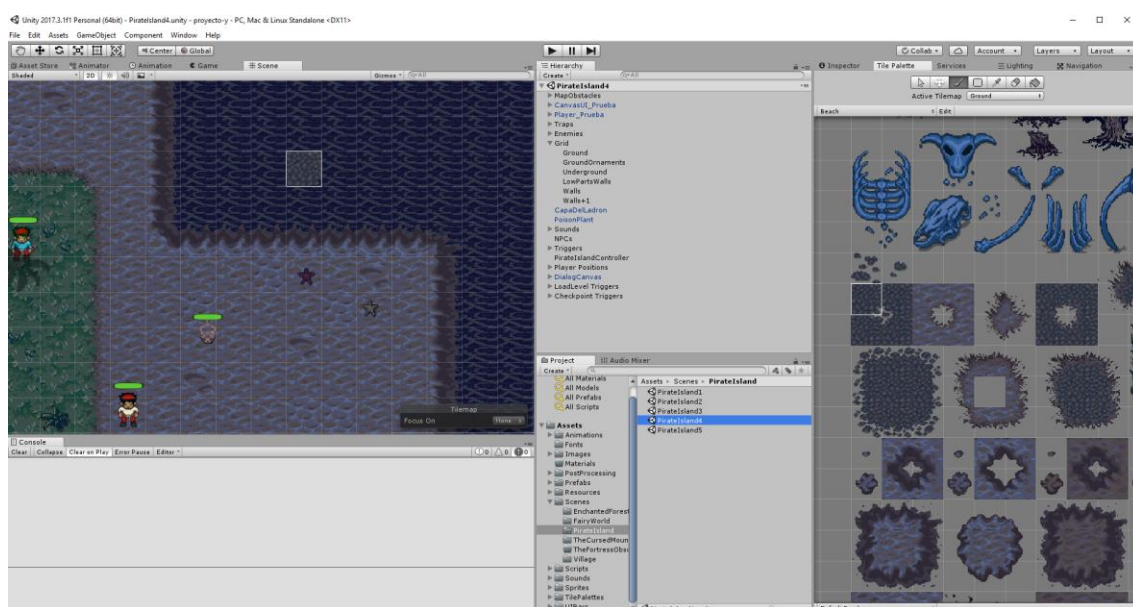 Unity 2017.3.1f1 Personal (64bit) - PirateIsland4.unity - proyecto-y - PC, Mac & Linux Standalone <DX11>
File Edit Assets GameObject Component Window Help
Center Global
Collab Account Layers Layout
Asset Store Animator Animation Game Scene
Shaded 2D Gizmos All
Hierarchy
Create All
PirateIsland4
MapObstacles
CanvasUI_Prueba
Player_Prueba
Traps
Enemies
Grid
Ground
GroundOrnaments
Underground
LowPartsWalls
Walls
Walls+1
CapaDelLadron
PoisonPlant
Sounds
NPCs
Triggers
PirateIslandController
Player Positions
DialogCanvas
LoadLevel Triggers
Checkpoint Triggers
Tilemap
Focus On None
Console
Clear Collapse Clear on Play Error Pause Editor 0 0 0
Project Audio Mixer
Create
All Materials
All Models
All Prefabs
All Scripts
Assets
Animations
Fonts
Images
Materials
PostProcessing
Prefabs
Resources
Scenes
EnchantedForest
FairyWorld
PirateIsland
TheCursedMoun
TheFortressObsc
Village
Scripts
Sounds
Sprites
TilePalettes
Assets Scenes PirateIsland
PirateIsland1
PirateIsland2
PirateIsland3
PirateIsland4
PirateIsland5
Inspector Tile Palette Services Lighting Navigation
Active Tilemap Ground
Beach Edit